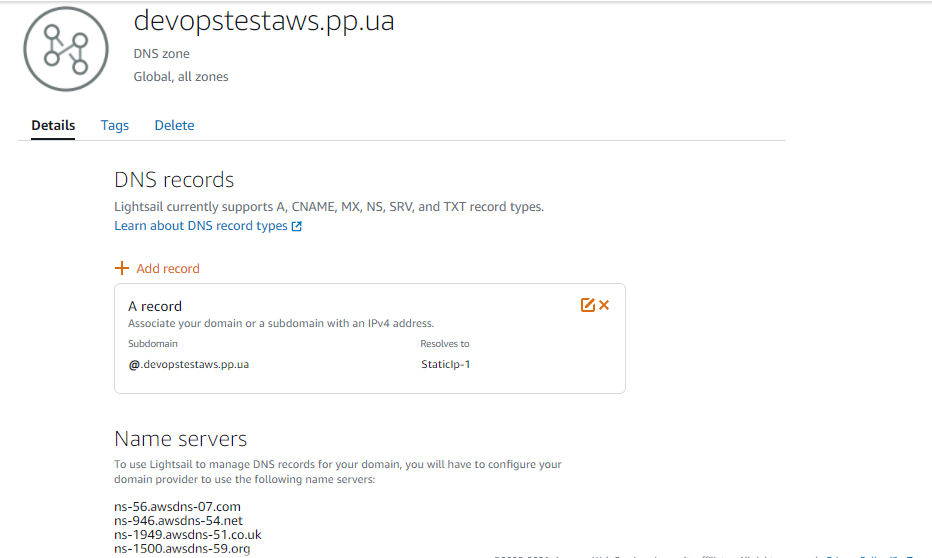 devopstestaws.pp.ua
DNS zone
Global, all zones
Details Tags Delete
DNS records
Lightsail currently supports A, CNAME, MX, NS, SRV, and TXT record types.
Learn about DNS record types
Add record
A record
Associate your domain or a subdomain with an IPv4 address.
Subdomain Resolves to
@.devopstestaws.pp.ua StaticIp-1
Name servers
To use Lightsail to manage DNS records for your domain, you will have to configure your
domain provider to use the following name servers:
ns-56.awsdns-07.com
ns-946.awsdns-54.net
ns-1949.awsdns-51.co.uk
ns-1500.awsdns-59.org